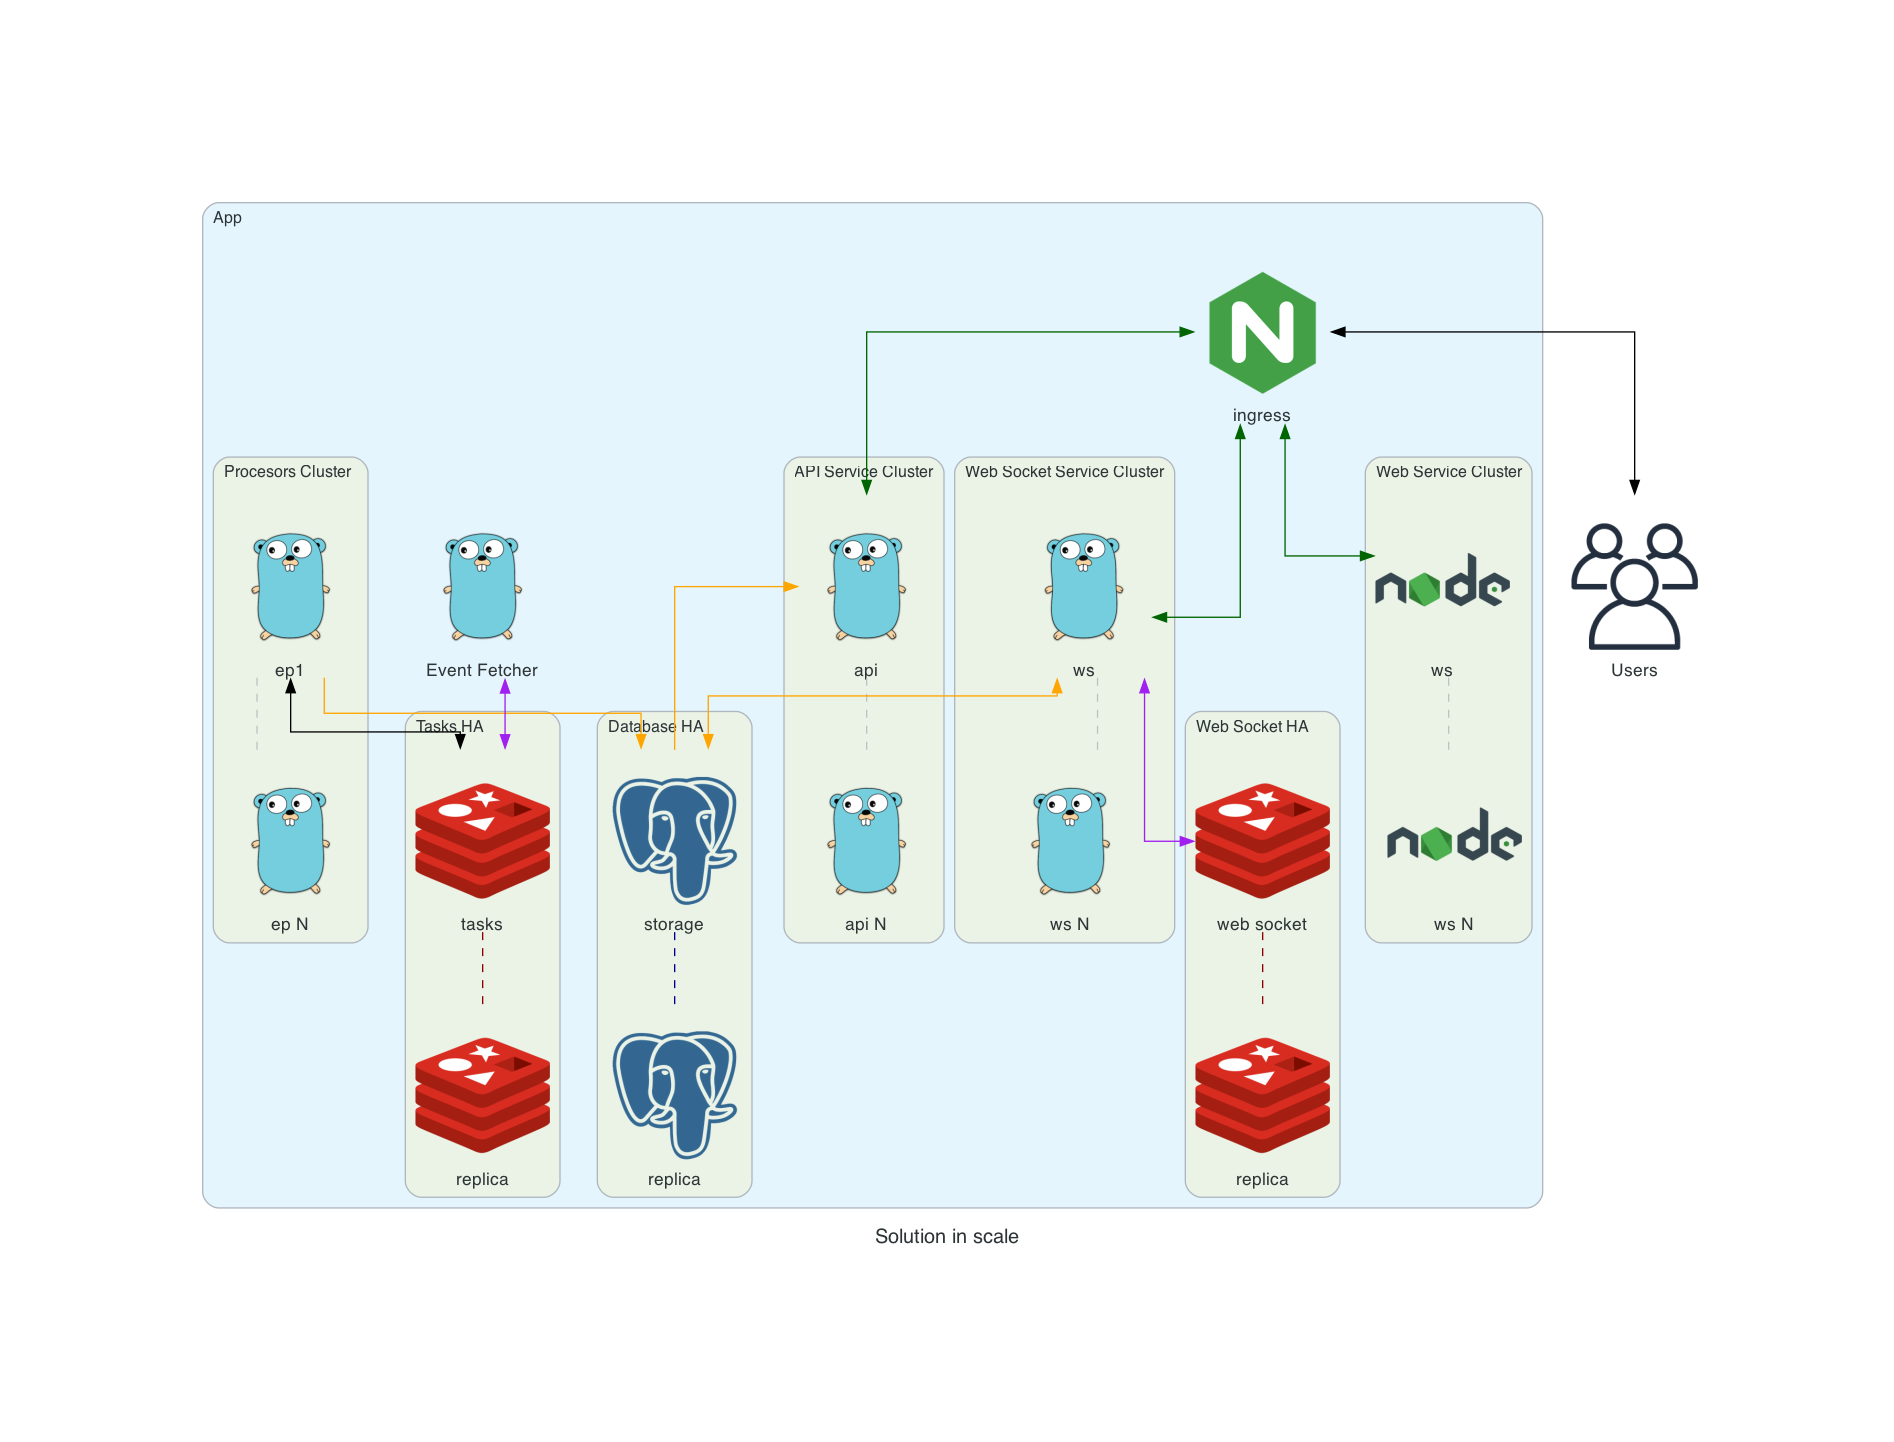 App
ingress
Procesors Cluster
API Service Cluster
Web Socket Service Cluster
Web Service Cluster
ep1
Event Fetcher
api
ws
ws
Users
Tasks HA
Database HA
Web Socket HA
ep N
tasks
storage
api N
ws N
web socket
ws N
replica
replica
replica
Solution in scale